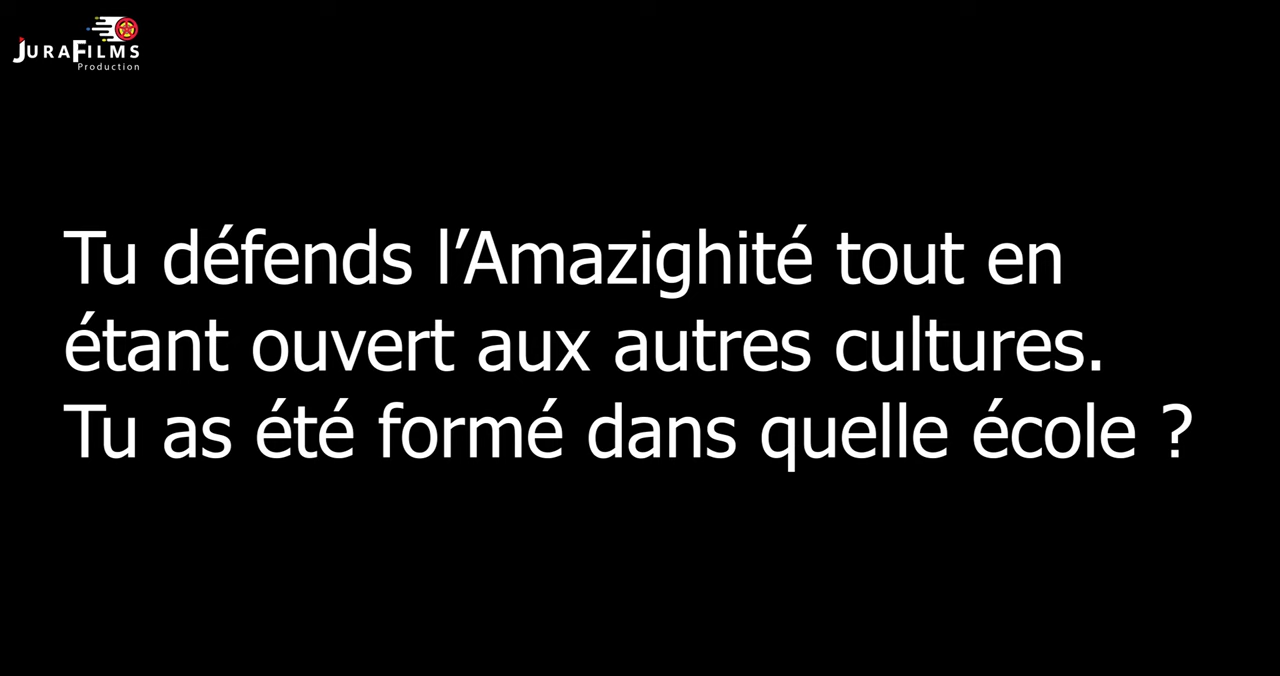 JURAFILMS
Production
Tu défends l’Amazighité tout en
étant ouvert aux autres cultures.
Tu as été formé dans quelle école ?